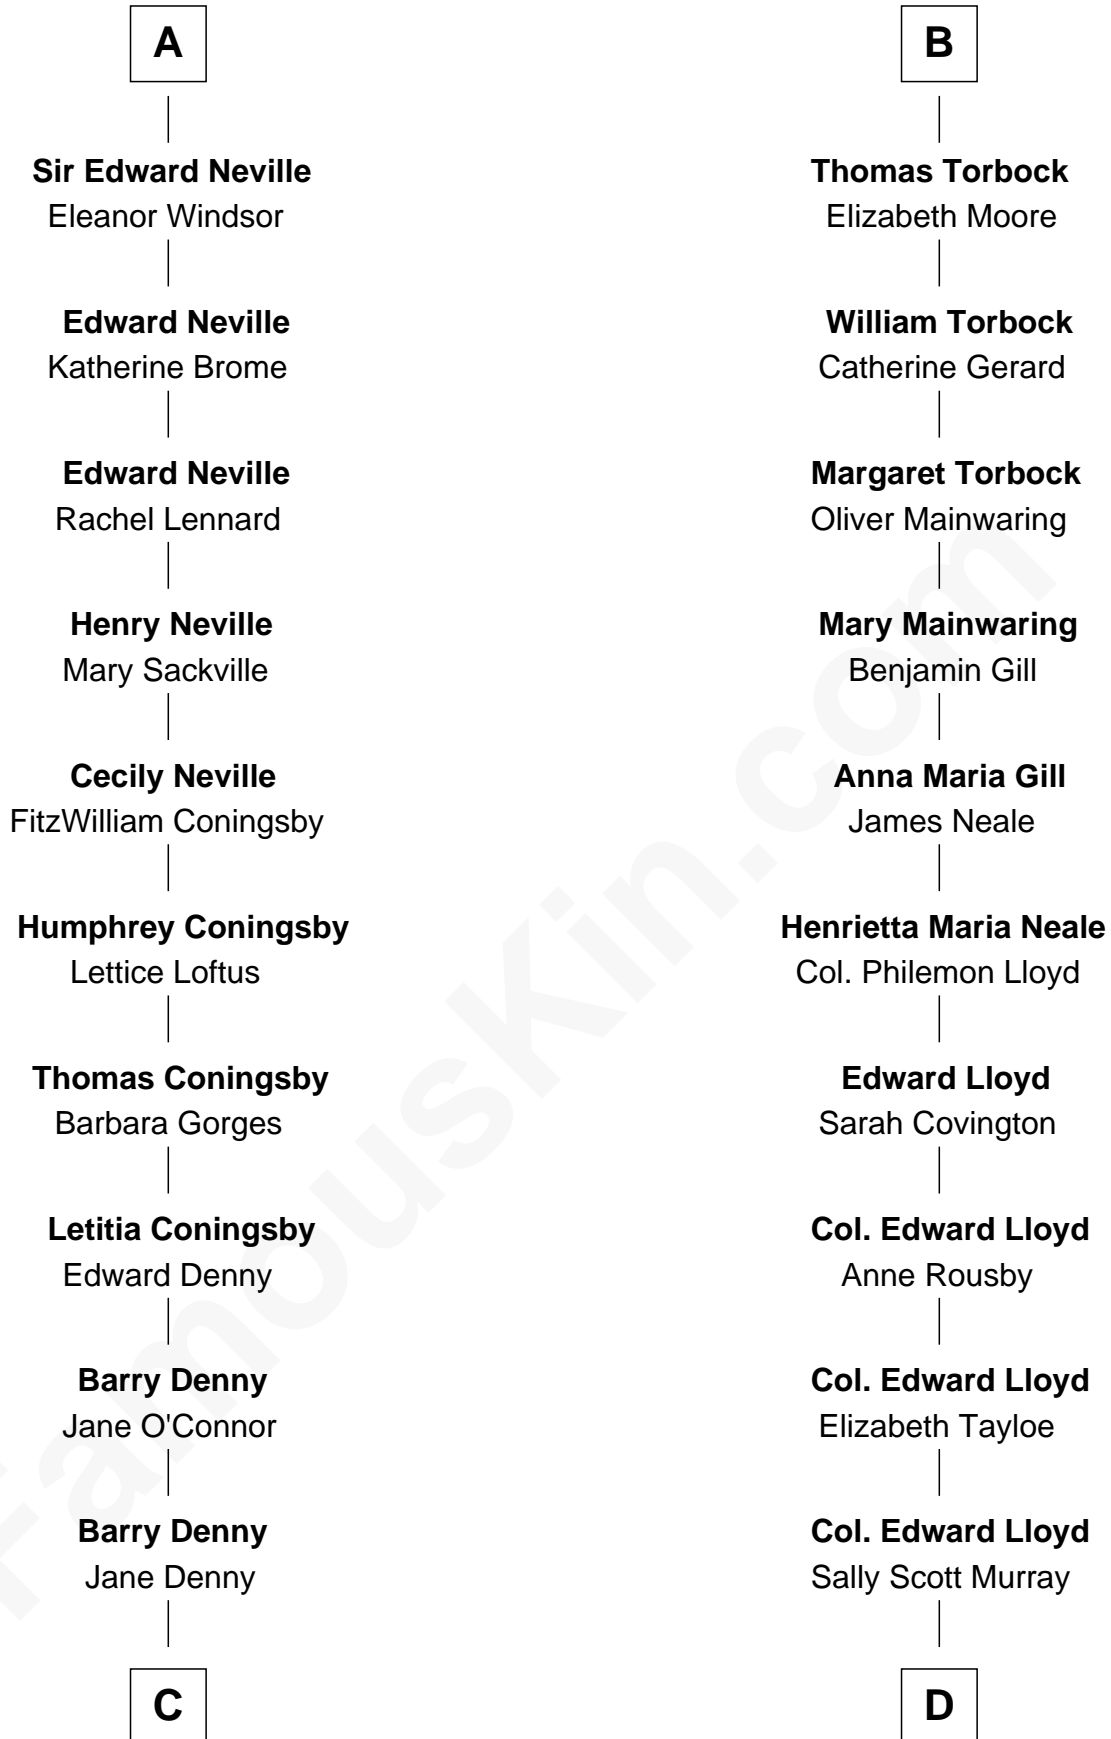 A
Sir Edward Neville
Eleanor Windsor
Edward Neville
Katherine Brome
Edward Neville
Rachel Lennard
Henry Neville
Mary Sackville
Cecily Neville
FitzWilliam Coningsby
Humphrey Coningsby
Lettice Loftus
Thomas Coningsby
Barbara Gorges
Letitia Coningsby
Edward Denny
Barry Denny
Jane O'Connor
Barry Denny
Jane Denny
C
B
Thomas Torbock
Elizabeth Moore
William Torbock
Catherine Gerard
Margaret Torbock
Oliver Mainwaring
Mary Mainwaring
Benjamin Gill
Anna Maria Gill
James Neale
Henrietta Maria Neale
Col. Philemon Lloyd
Edward Lloyd
Sarah Covington
Col. Edward Lloyd
Anne Rousby
Col. Edward Lloyd
Elizabeth Tayloe
Col. Edward Lloyd
Sally Scott Murray
D
FamousKin.com